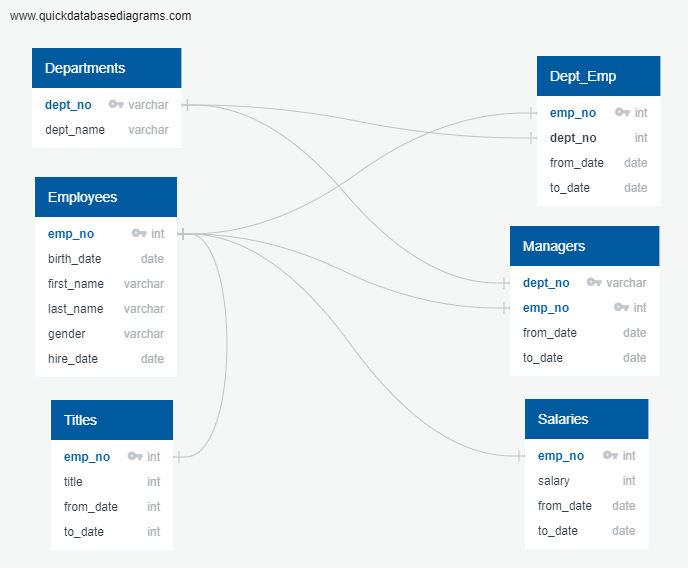 www.quickdatabasediagrams.com
Departments
dept_no varchar
dept_name varchar
Employees
emp_no int
birth_date date
first_name varchar
last_name varchar
gender varchar
hire_date date
Titles
emp_no int
title int
from_date int
to_date int
Dept_Emp
emp_no int
dept_no int
from_date date
to_date date
Managers
dept_no varchar
emp_no int
from_date date
to_date date
Salaries
emp_no int
salary int
from_date date
to_date date